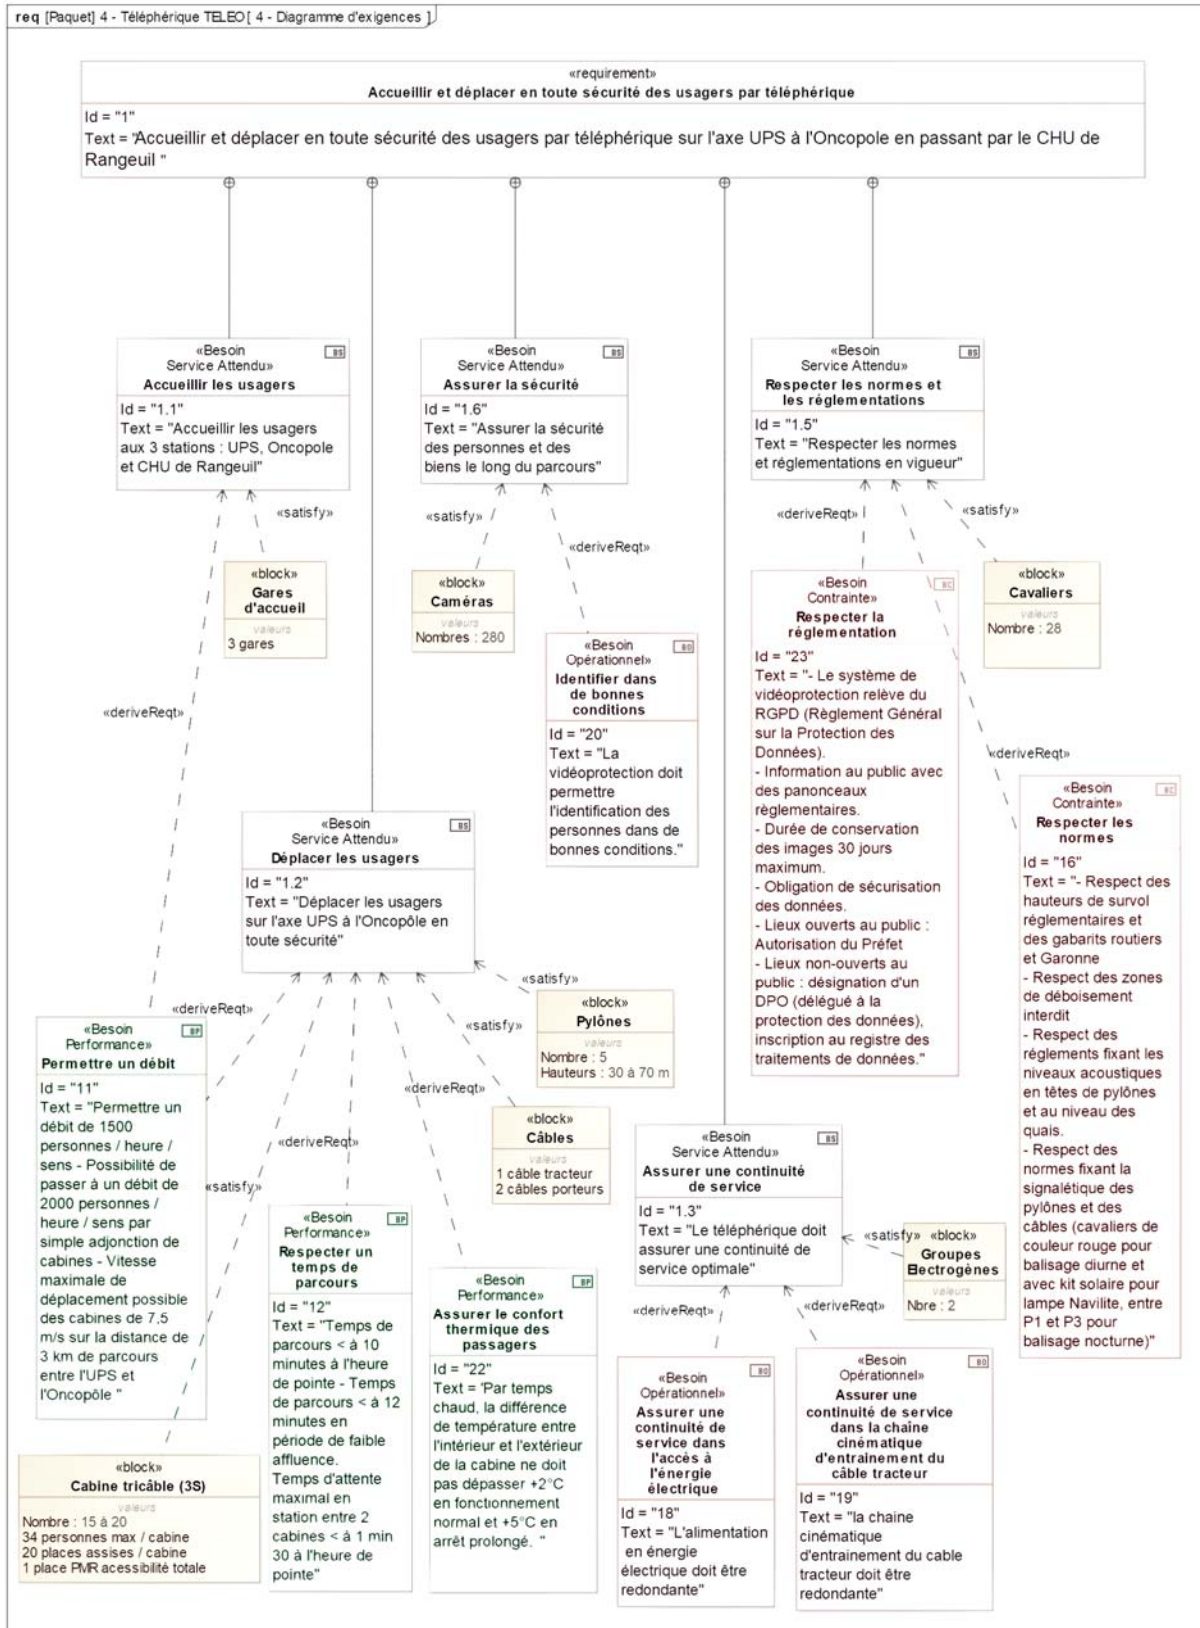 req [Paquet] 4 - Téléphérique TELEO[ 4 - Diagramme d'exigences ]
«requirement»
Accueillir et déplacer en toute sécurité des usagers par téléphérique
Id = "1"
Text = "Accueillir et déplacer en toute sécurité des usagers par téléphérique sur l'axe UPS à l'Oncopole en passant par le CHU de
Rangeuil "
«Besoin
Service Attendu»
BS
Accueillir les usagers
Id = "1.1"
Text = "Accueillir les usagers
aux 3 stations : UPS, Oncopole
et CHU de Rangeuil"
«Besoin
Service Attendu»
BS
Assurer la sécurité
Id = "1.6"
Text = "Assurer la sécurité
des personnes et des
biens le long du parcours"
«Besoin
Service Attendu»
BS
Respecter les normes et
les réglementations
Id = "1.5"
Text = "Respecter les normes
et réglementations en vigueur"
«satisfy»
«satisfy»
«deriveReqt»
«deriveReqt»
«satisfy»
«block»
Gares
d'accueil
valeurs
3 gares
«block»
Caméras
valeurs
Nombres : 280
«Besoin
Opérationnel»
BO
Identifier dans
de bonnes
conditions
Id = "20"
Text = "La
vidéoprotection doit
permettre
l'identification des
personnes dans de
bonnes conditions."
«Besoin
Contrainte»
BC
Respecter la
réglementation
Id = "23"
Text = "- Le système de
vidéoprotection relève du
RGPD (Règlement Général
sur la Protection des
Données).
- Information au public avec
des panonceaux
règlementaires.
- Durée de conservation
des images 30 jours
maximum.
- Obligation de sécurisation
des données.
- Lieux ouverts au public :
Autorisation du Préfet
- Lieux non-ouverts au
public : désignation d'un
DPO (délégué à la
protection des données),
inscription au registre des
traitements de données."
«block»
Cavaliers
valeurs
Nombre : 28
«deriveReqt»
«deriveReqt»
«Besoin
Contrainte»
BC
Respecter les
normes
Id = "16"
Text = "- Respect des
hauteurs de survol
réglementaires et
des gabarits routiers
et Garonne
- Respect des zones
de déboisement
interdit
- Respect des
réglements fixant les
niveaux acoustiques
en têtes de pylônes
et au niveau des
quais.
- Respect des
normes fixant la
signalétique des
pylônes et des
câbles (cavaliers de
couleur rouge pour
balisage diurne et
avec kit solaire pour
lampe Navilite, entre
P1 et P3 pour
balisage nocturne)"
«Besoin
Service Attendu»
BS
Déplacer les usagers
Id = "1.2"
Text = "Déplacer les usagers
sur l'axe UPS à l'Oncopôle en
toute sécurité"
«deriveReqt»
«satisfy»
«satisfy»
«deriveReqt»
«deriveReqt»
«satisfy»
«block»
Pylônes
valeurs
Nombre : 5
Hauteurs : 30 à 70 m
«block»
Câbles
valeurs
1 câble tracteur
2 câbles porteurs
«Besoin
Performance»
BP
Permettre un débit
Id = "11"
Text = "Permettre un
débit de 1500
personnes / heure /
sens - Possibilité de
passer à un débit de
2000 personnes /
heure / sens par
simple adjonction de
cabines - Vitesse
maximale de
déplacement possible
des cabines de 7,5
m/s sur la distance de
3 km de parcours
entre l'UPS et
l'Oncopôle "
«Besoin
Performance»
BP
Respecter un
temps de
parcours
Id = "12"
Text = "Temps de
parcours < à 10
minutes à l'heure
de pointe - Temps
de parcours < à 12
minutes en
période de faible
affluence.
Temps d'attente
maximal en
station entre 2
cabines < à 1 min
30 à l'heure de
pointe"
«Besoin
Performance»
BP
Assurer le confort
thermique des
passagers
Id = "22"
Text = "Par temps
chaud, la différence
de température entre
l'intérieur et l'extérieur
de la cabine ne doit
pas dépasser +2°C
en fonctionnement
normal et +5°C en
arrêt prolongé. "
«Besoin
Service Attendu»
BS
Assurer une continuité
de service
Id = "1.3"
Text = "Le téléphérique doit
assurer une continuité de
service optimale"
«satisfy»
«block»
Groupes
Electrogènes
valeurs
Nbre : 2
«deriveReqt»
«deriveReqt»
«Besoin
Opérationnel»
BO
Assurer une
continuité de
service dans
l'accès à
l'énergie
électrique
Id = "18"
Text = "L'alimentation
en énergie
électrique doit être
redondante"
«Besoin
Opérationnel»
BO
Assurer une
continuité de service
dans la chaîne
cinématique
d'entrainement du
câble tracteur
Id = "19"
Text = "la chaine
cinématique
d'entrainement du cable
tracteur doit être
redondante"
«block»
Cabine tricâble (3S)
valeurs
Nombre : 15 à 20
34 personnes max / cabine
20 places assises / cabine
1 place PMR acessibilité totale